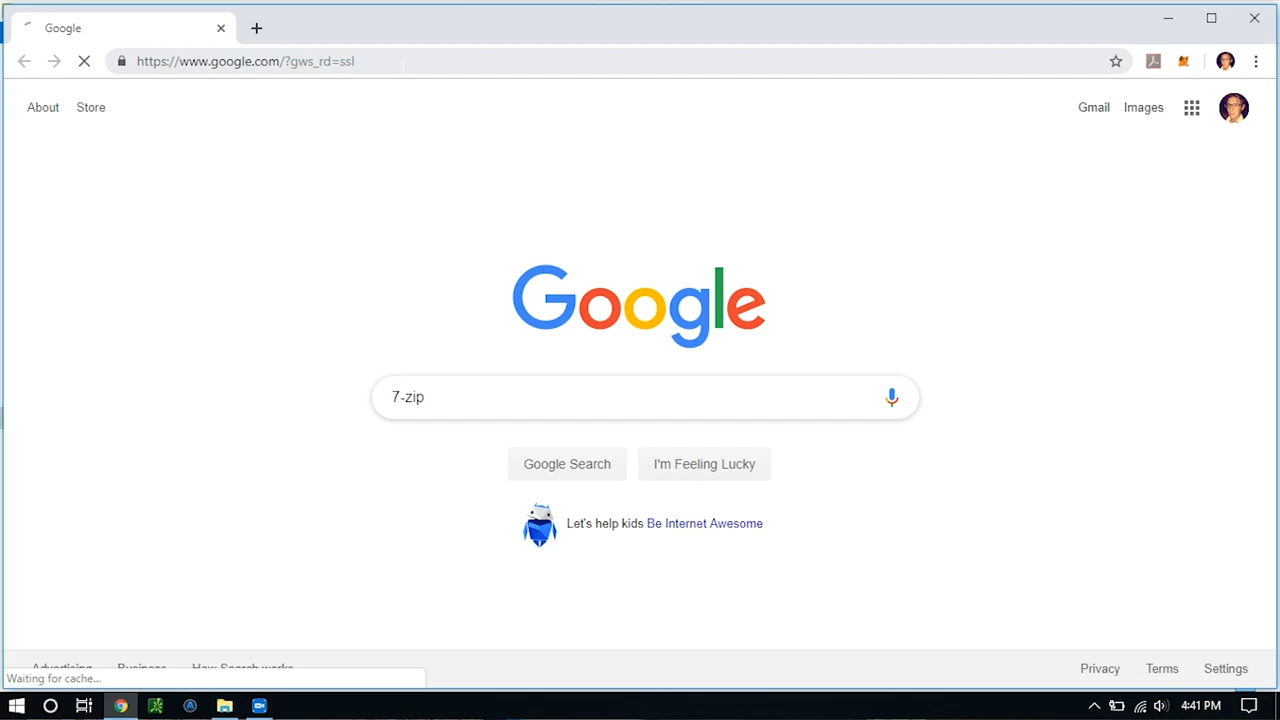 Google
https://www.google.com/?gws_rd=ssl
About Store
Gmail Images
Google
7-zip
Google Search I'm Feeling Lucky
Let's help kids Be Internet Awesome
Advertising Business How Search works
Privacy Terms Settings
Waiting for cache...
4:41 PM